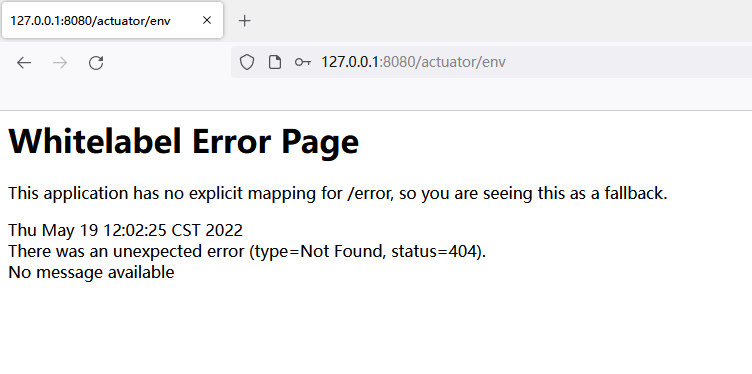 127.0.0.1:8080/actuator/env
127.0.0.1:8080/actuator/env
Whitelabel Error Page
This application has no explicit mapping for /error, so you are seeing this as a fallback.
Thu May 19 12:02:25 CST 2022
There was an unexpected error (type=Not Found, status=404).
No message available